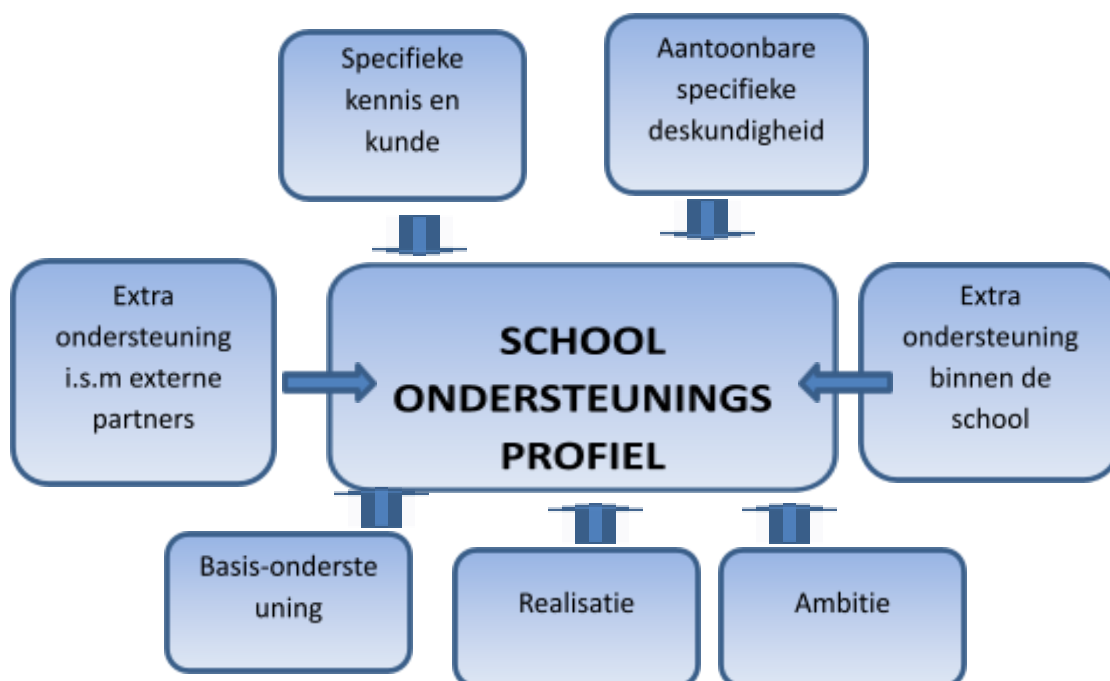 Specifieke
kennis en
kunde
Aantoonbare
specifieke
deskundigheid
Extra
ondersteuning
i.s.m externe
partners
SCHOOL
ONDERSTEUNINGS
PROFIEL
Extra
ondersteuning
binnen de
school
Basis-onderste
uning
Realisatie
Ambitie